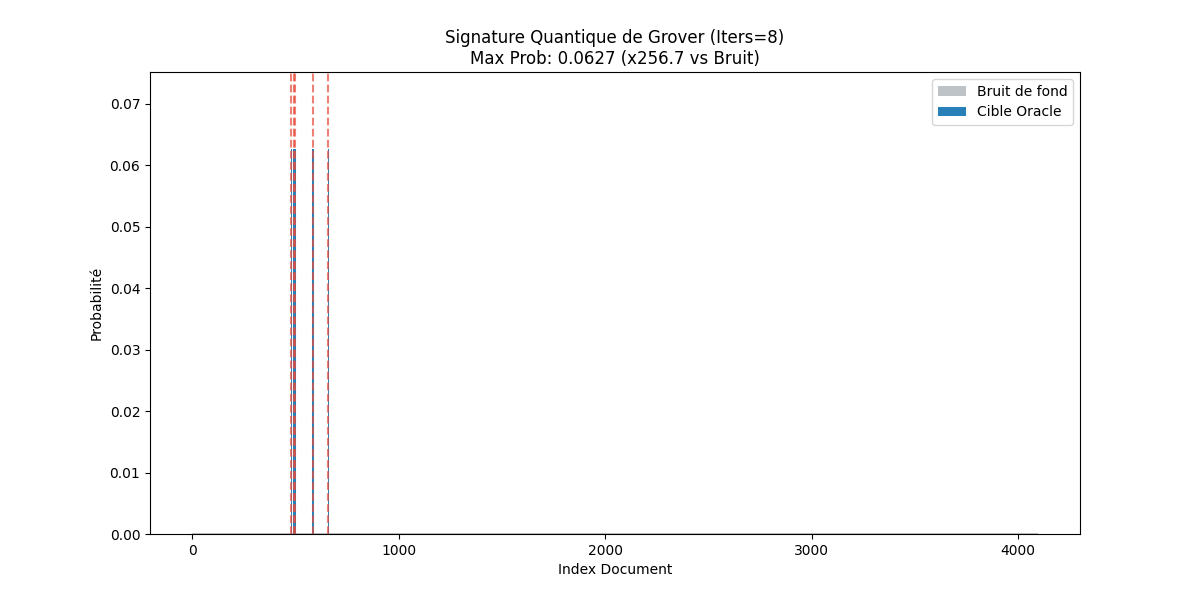 Signature Quantique de Grover (Iters=8)
Max Prob: 0.0627 (x256.7 vs Bruit)
Bruit de fond
Cible Oracle
0.07
0.06
0.05
0.04
0.03
0.02
0.01
0.00
Probabilité
0
1000
2000
3000
4000
Index Document